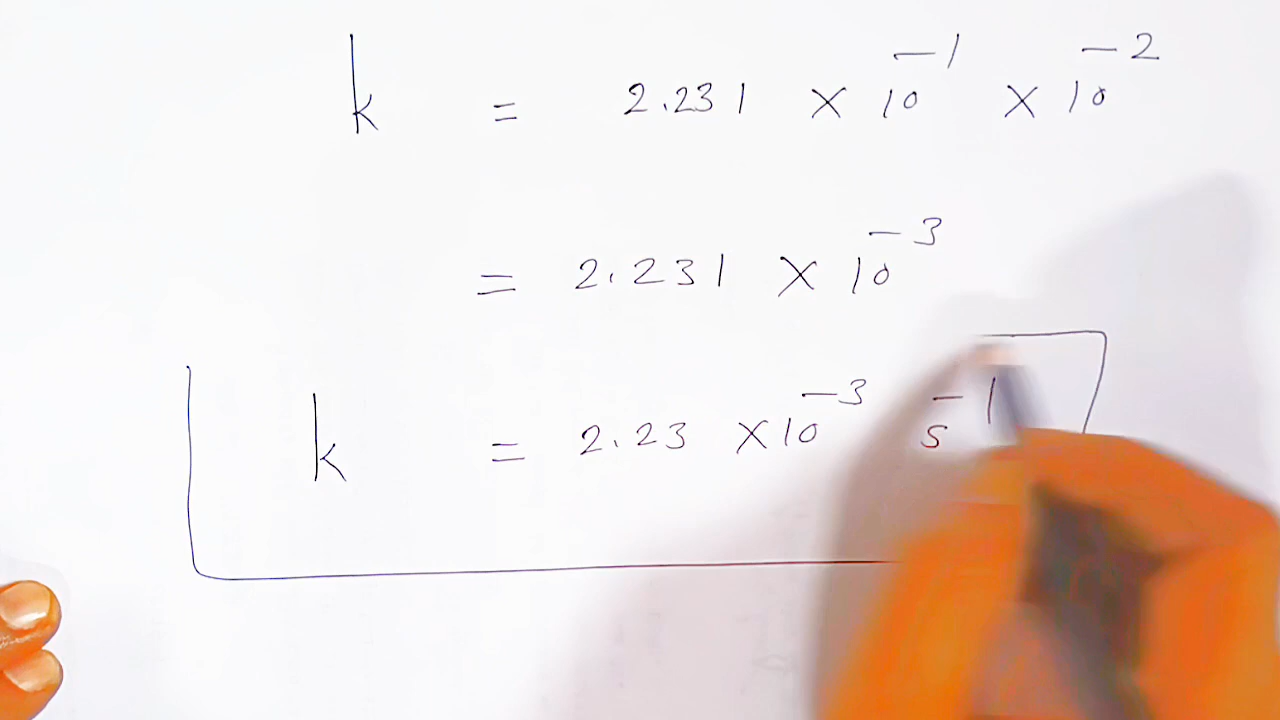 k = 2.231 × 10⁻¹ × 10⁻²
= 2.231 × 10⁻³
k = 2.23 × 10⁻³ s⁻¹